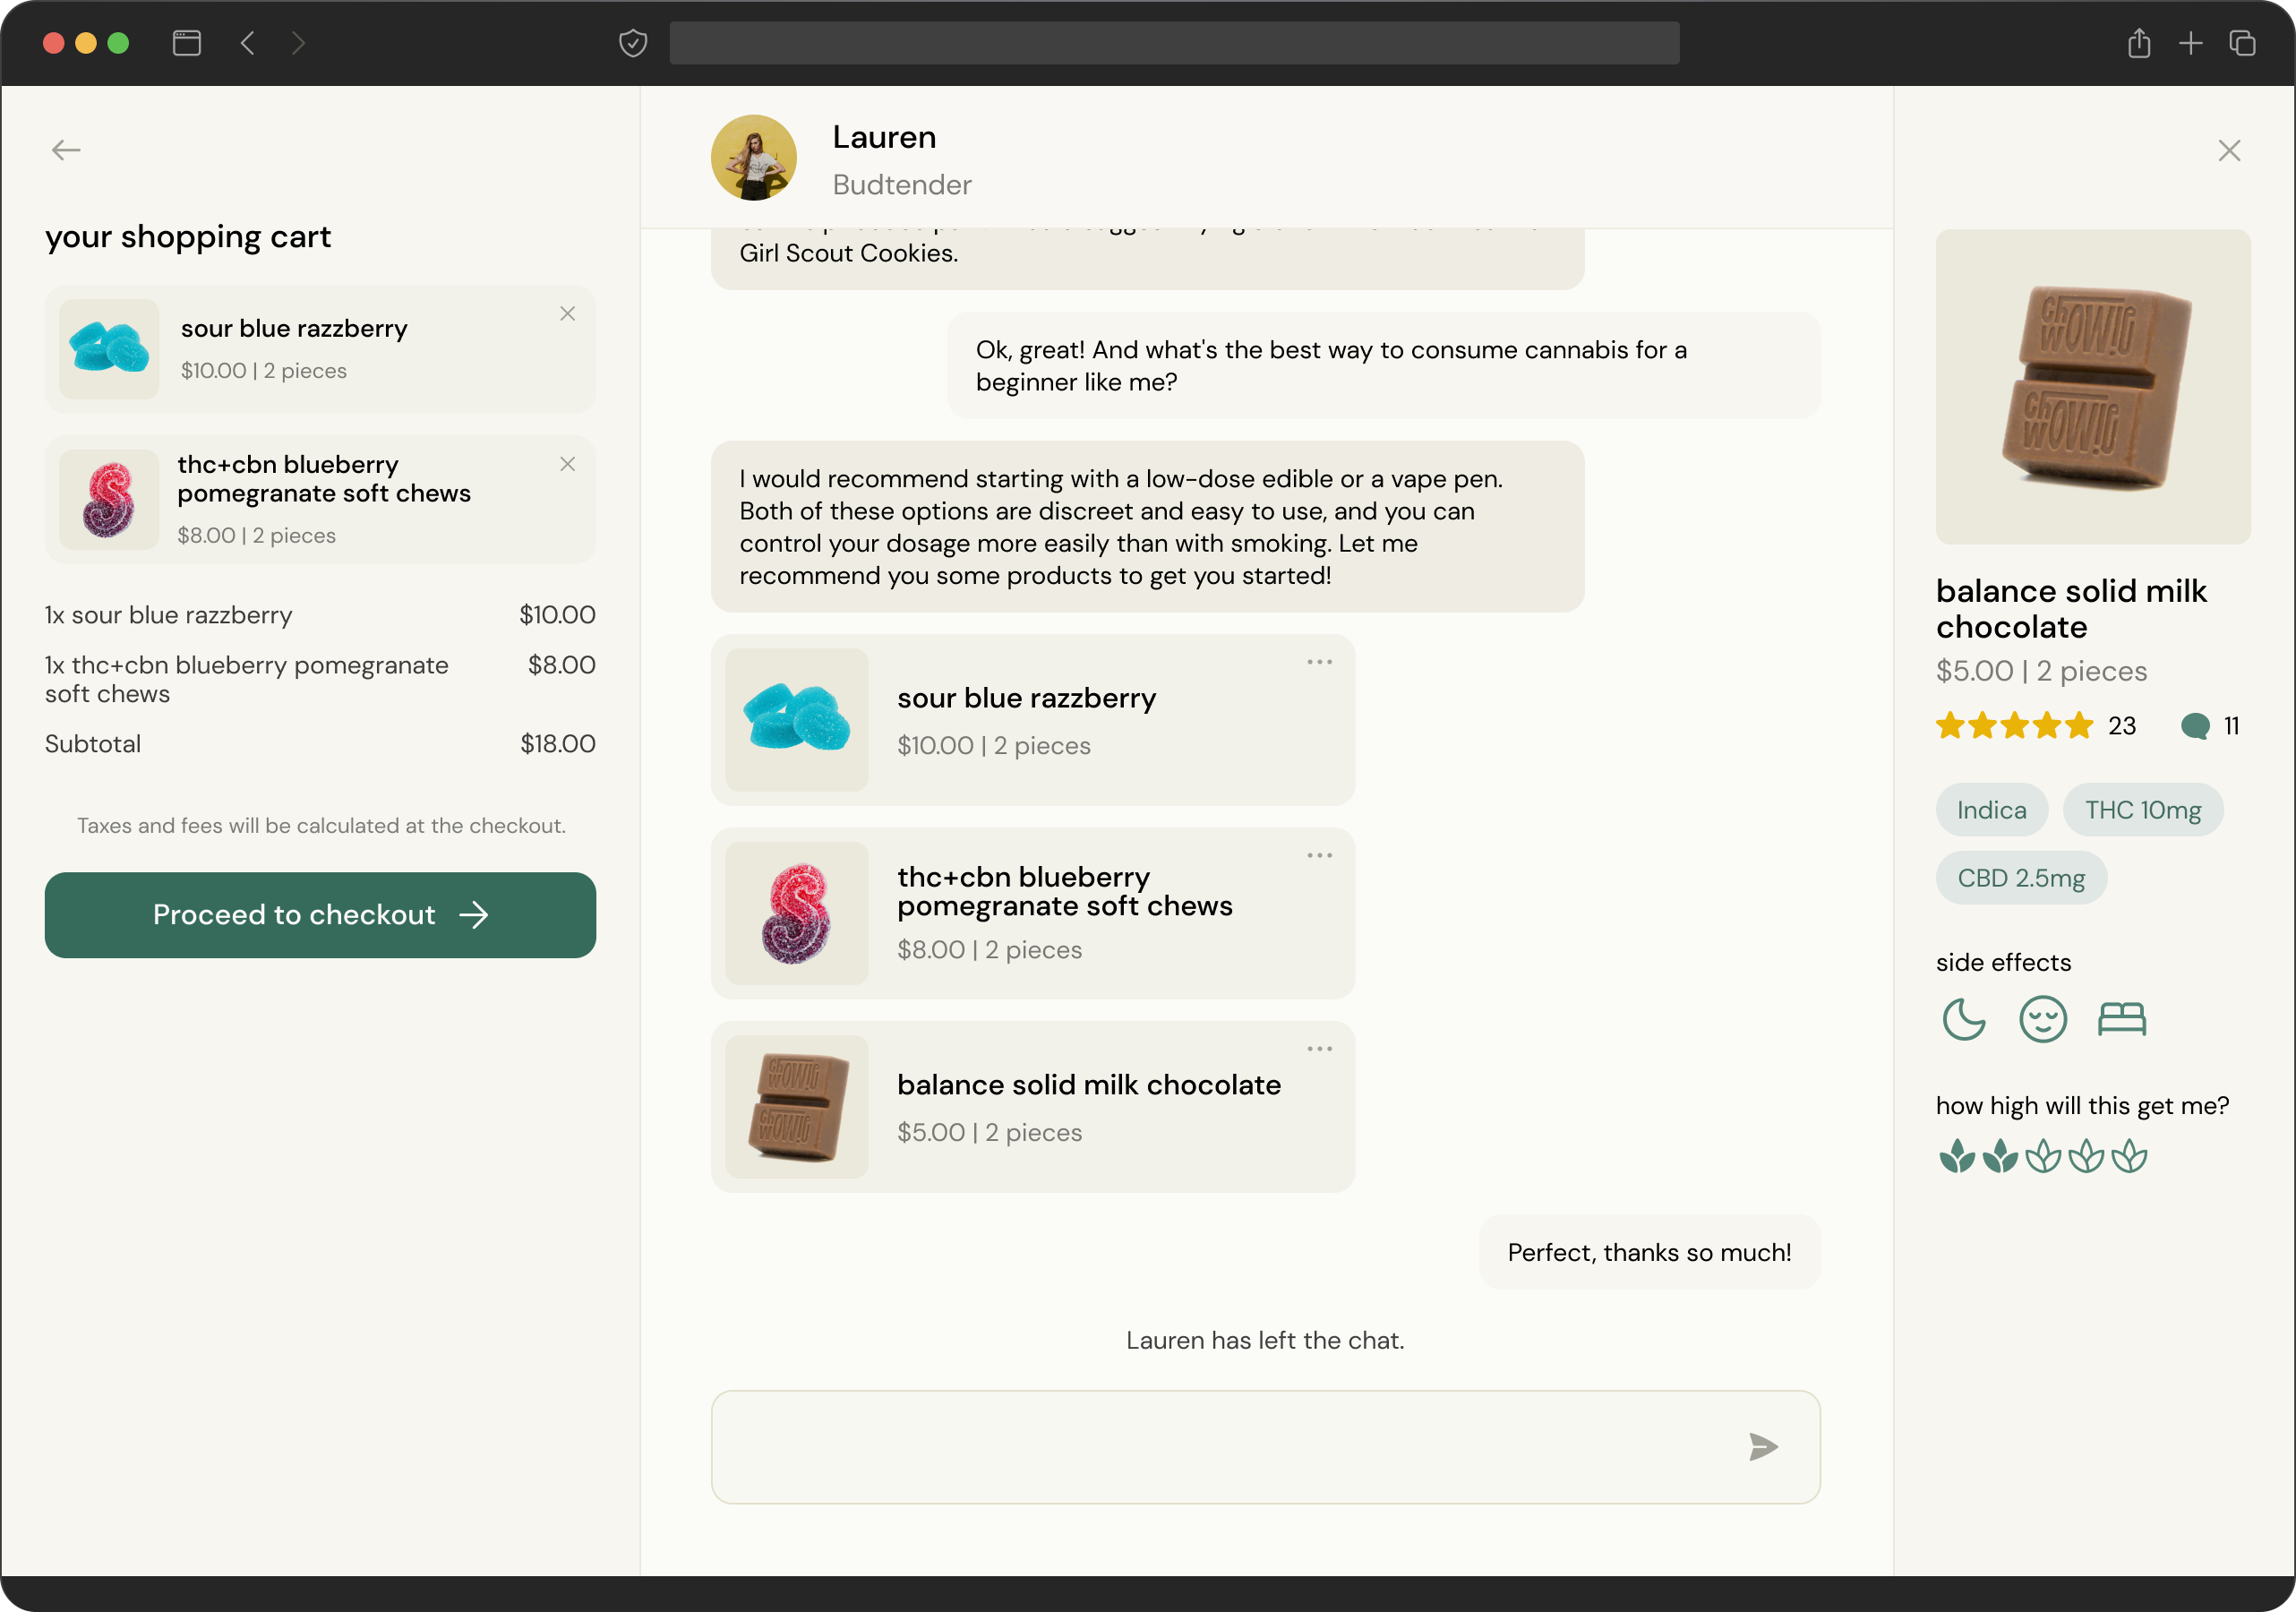 your shopping cart
sour blue razzberry
$10.00 | 2 pieces
thc+cbn blueberry
pomegranate soft chews
$8.00 | 2 pieces
1x sour blue razzberry $10.00
1x thc+cbn blueberry pomegranate $8.00
soft chews
Subtotal $18.00
Taxes and fees will be calculated at the checkout.
Proceed to checkout
Lauren
Budtender
Girl Scout Cookies.
Ok, great! And what's the best way to consume cannabis for a
beginner like me?
I would recommend starting with a low-dose edible or a vape pen.
Both of these options are discreet and easy to use, and you can
control your dosage more easily than with smoking. Let me
recommend you some products to get you started!
sour blue razzberry
$10.00 | 2 pieces
thc+cbn blueberry
pomegranate soft chews
$8.00 | 2 pieces
chowie
wowie
chowie
wowie
balance solid milk chocolate
$5.00 | 2 pieces
Perfect, thanks so much!
Lauren has left the chat.
chowie
wowie
chowie
wowie
balance solid milk
chocolate
$5.00 | 2 pieces
23 11
Indica THC 10mg
CBD 2.5mg
side effects
how high will this get me?